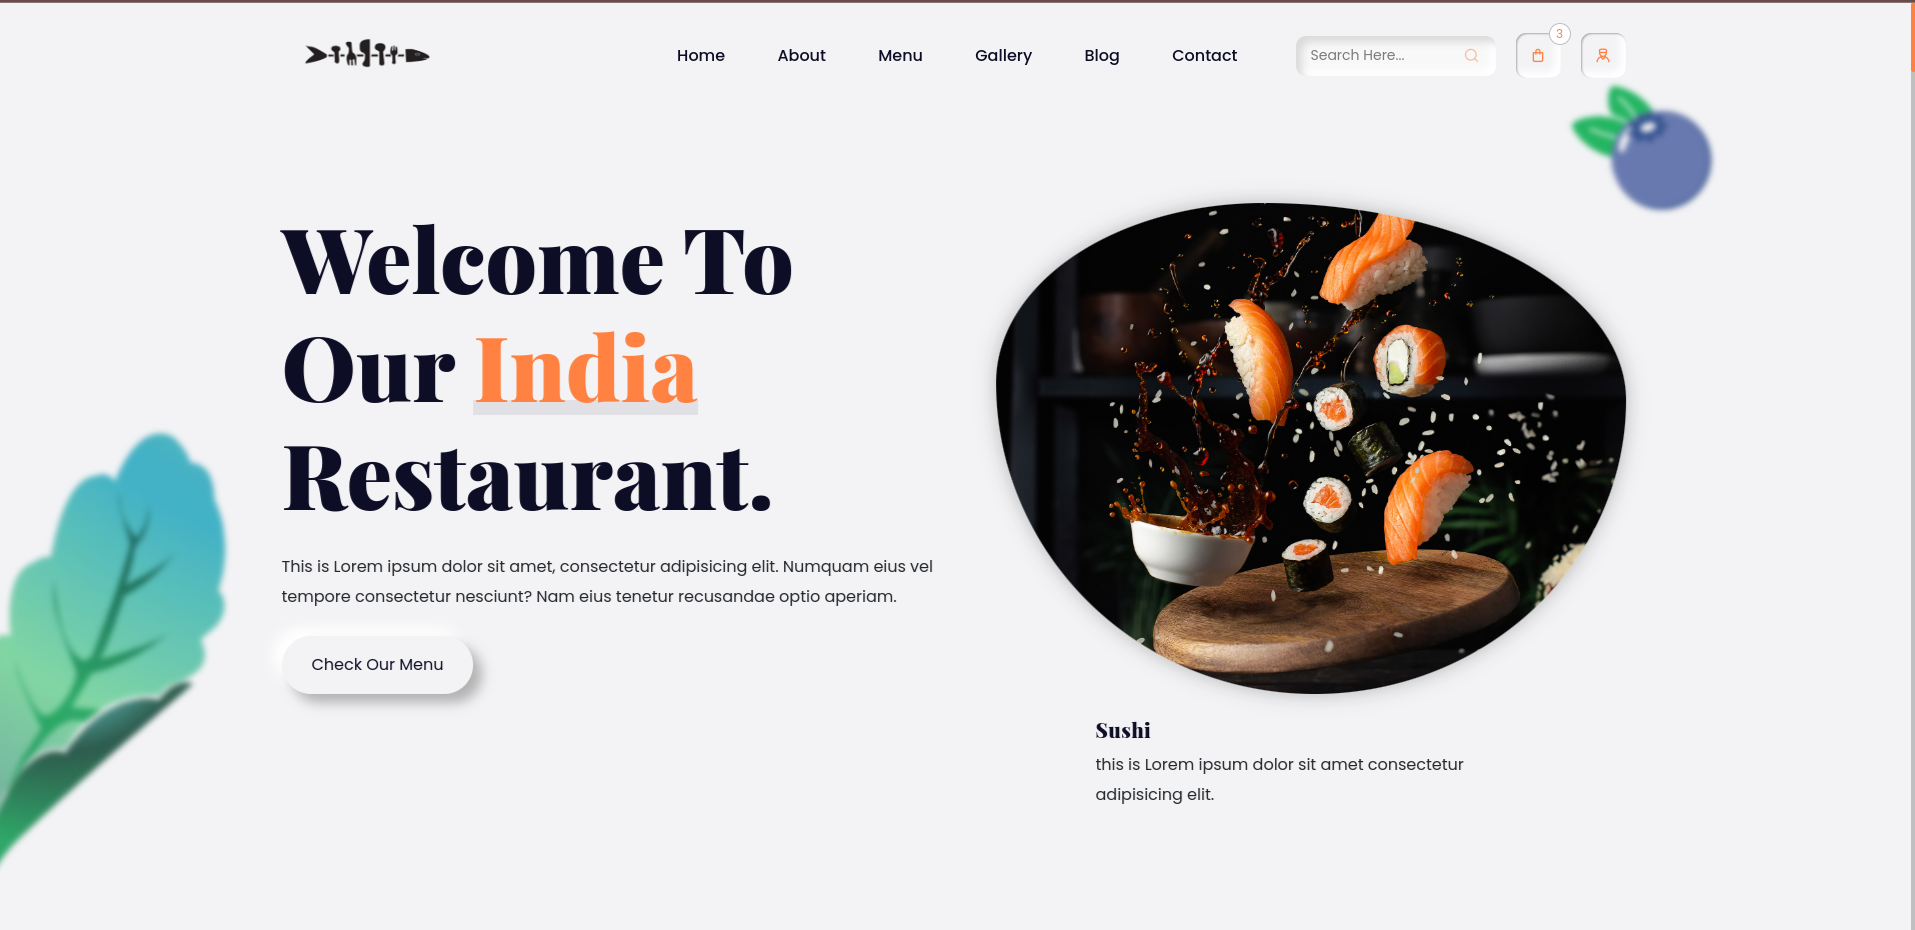 Home About Menu Gallery Blog Contact Search Here... 3
Welcome To
Our India
Restaurant.
This is Lorem ipsum dolor sit amet, consectetur adipisicing elit. Numquam eius vel
tempore consectetur nesciunt? Nam eius tenetur recusandae optio aperiam.
Check Our Menu
Sushi
this is Lorem ipsum dolor sit amet consectetur
adipisicing elit.